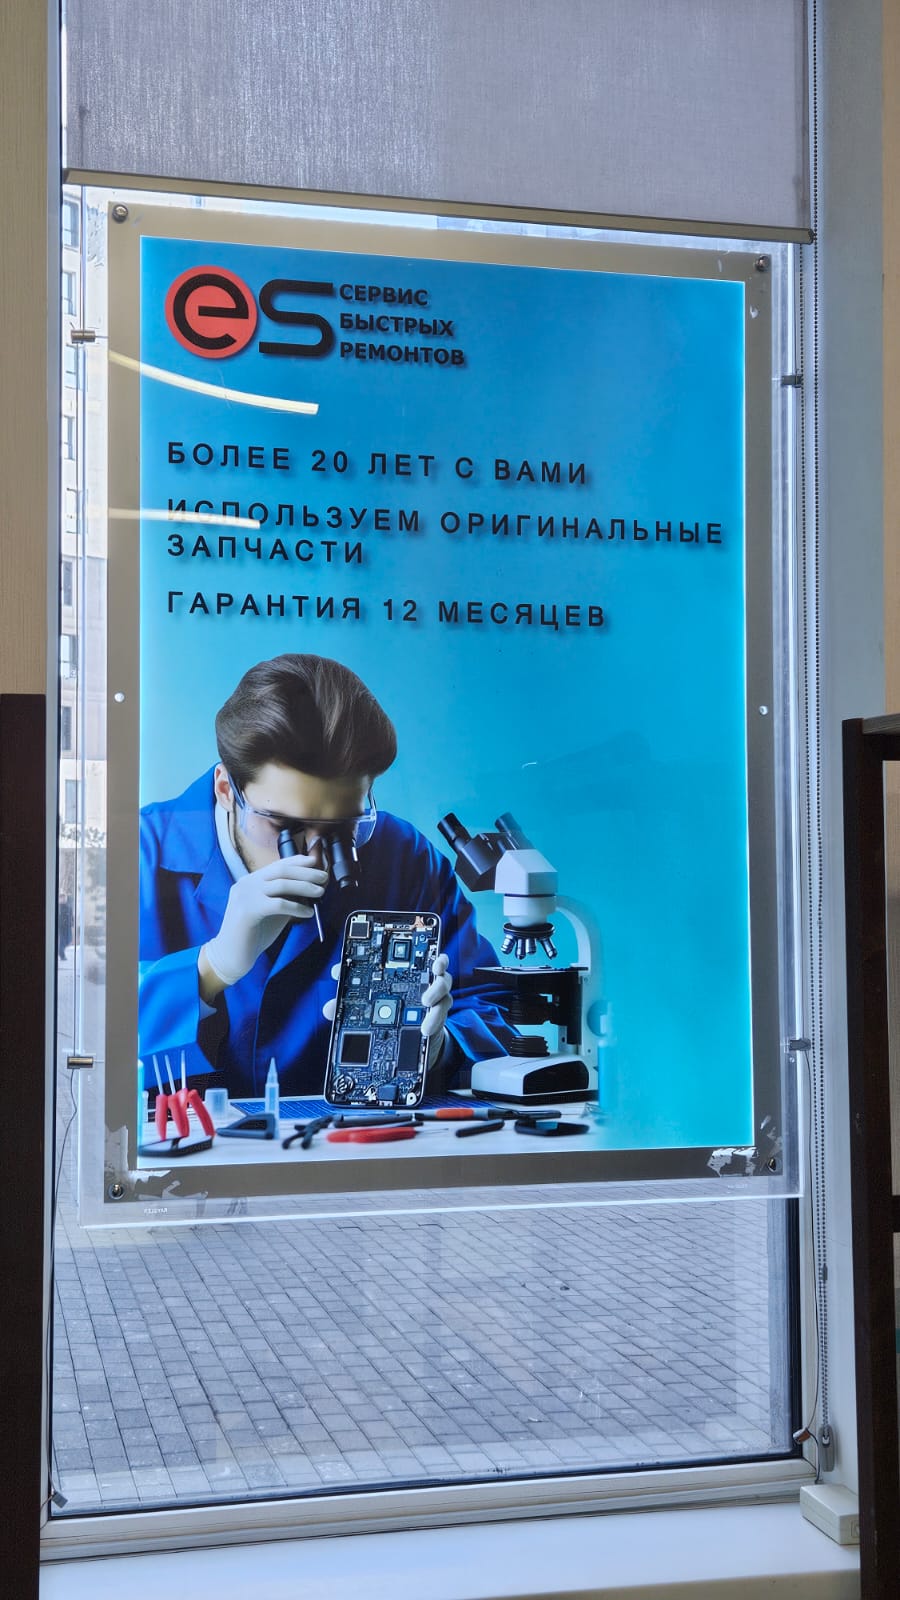 es
СЕРВИС
БЫСТРЫХ
РЕМОНТОВ
БОЛЕЕ 20 ЛЕТ С ВАМИ
ИСПОЛЬЗУЕМ ОРИГИНАЛЬНЫЕ
ЗАПЧАСТИ
ГАРАНТИЯ 12 МЕСЯЦЕВ